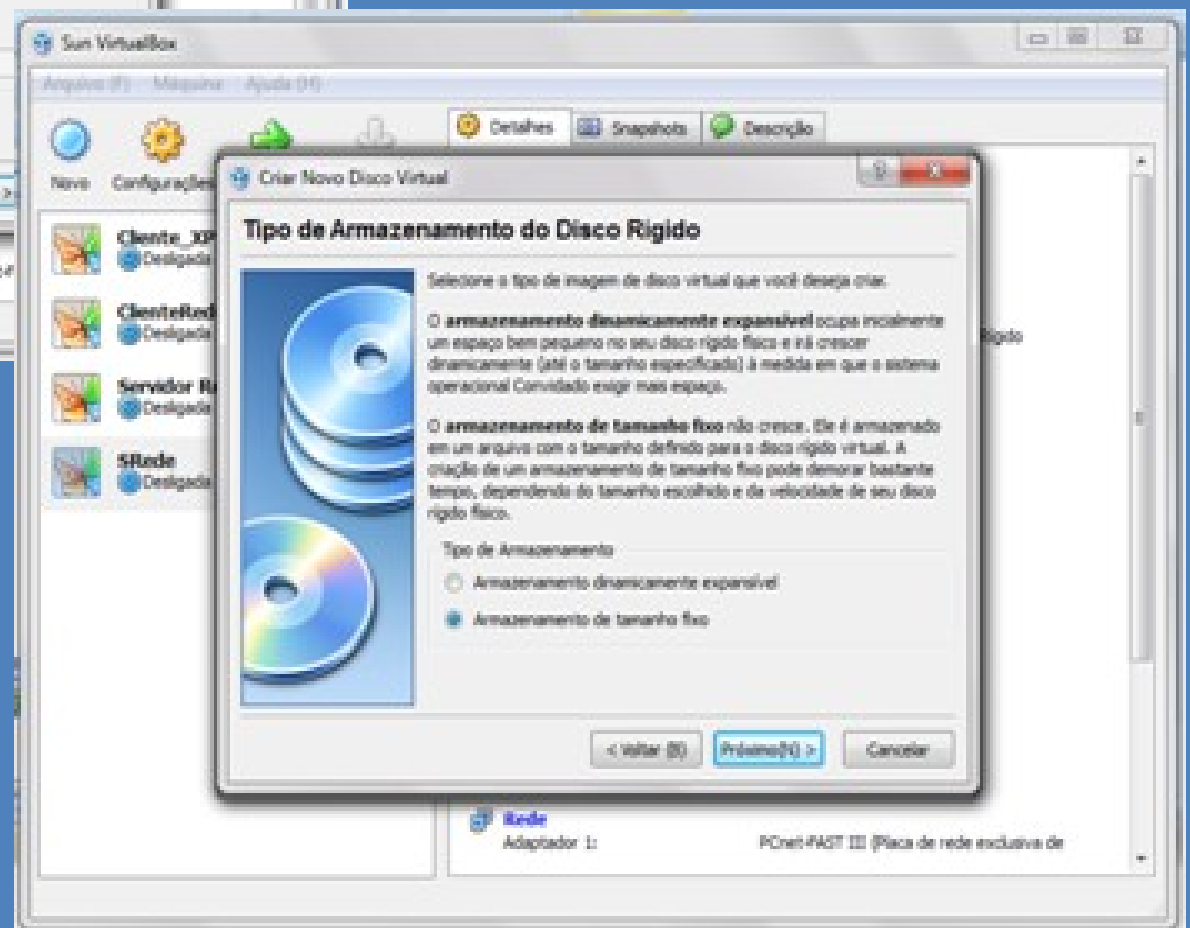 Sun VirtualBox
Arquivo (F) Máquina Ajuda (H)
Detalhes Snapshots Descrição
Novo Configurações
Criar Novo Disco Virtual
Tipo de Armazenamento do Disco Rígido
Cliente_XP
Desligada
ClienteRed
Desligada
Servidor
Desligada
SRede
Desligada
Selecione o tipo de imagem de disco virtual que você deseja criar.
O armazenamento dinamicamente expansível ocupa inicialmente
um espaço bem pequeno no seu disco rígido físico e irá crescer
dinamicamente (até o tamanho especificado) à medida em que o sistema
operacional Convidado exigir mais espaço.
O armazenamento de tamanho fixo não cresce. Ele é armazenado
em um arquivo com o tamanho definido para o disco rígido virtual. A
criação de um armazenamento de tamanho fixo pode demorar bastante
tempo, dependendo do tamanho escolhido e da velocidade de seu disco
rígido físico.
Tipo de Armazenamento
Armazenamento dinamicamente expansível
Armazenamento de tamanho fixo
< Voltar (B) Próximo(N) > Cancelar
Rede
Adaptador 1: PCnet-FAST III (Placa de rede exclusiva de